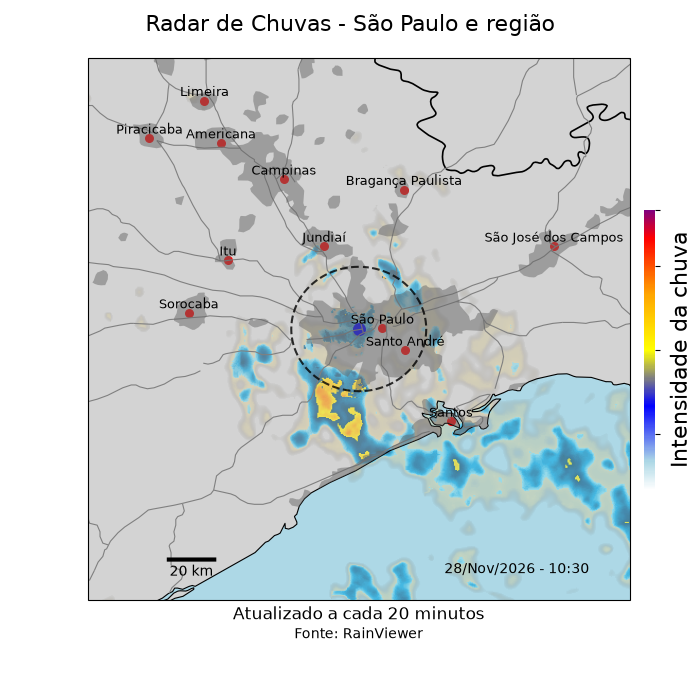 Radar de Chuvas - São Paulo e região
Limeira
Piracicaba
Americana
Campinas
Bragança Paulista
Jundiaí
São José dos Campos
Itu
Sorocaba
São Paulo
Santo André
Santos
Intensidade da chuva
20 km
28/Nov/2026 - 10:30
Atualizado a cada 20 minutos
Fonte: RainViewer